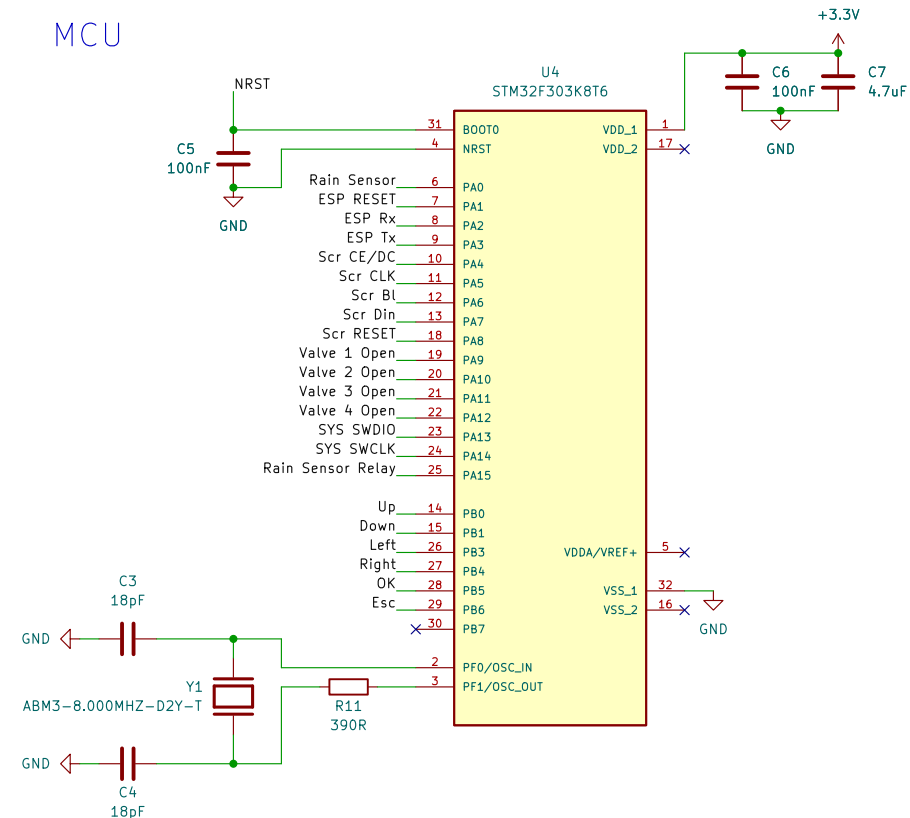 MCU
+3.3V
C6
100nF
C7
4.7uF
GND
U4
STM32F303K8T6
NRST
C5
100nF
GND
31 BOOT0
4 NRST
Rain Sensor 6 PA0
ESP RESET 7 PA1
ESP Rx 8 PA2
ESP Tx 9 PA3
Scr CE/DC 10 PA4
Scr CLK 11 PA5
Scr Bl 12 PA6
Scr Din 13 PA7
Scr RESET 18 PA8
Valve 1 Open 19 PA9
Valve 2 Open 20 PA10
Valve 3 Open 21 PA11
Valve 4 Open 22 PA12
SYS SWDIO 23 PA13
SYS SWCLK 24 PA14
Rain Sensor Relay 25 PA15
Up 14 PB0
Down 15 PB1
Left 26 PB3
Right 27 PB4
OK 28 PB5
Esc 29 PB6
30 PB7
2 PF0/OSC_IN
3 PF1/OSC_OUT
VDD_1 1
VDD_2 17
VDDA/VREF+ 5
VSS_1 32
VSS_2 16
GND
C3
18pF
GND
Y1
ABM3-8.000MHZ-D2Y-T
R11
390R
GND
C4
18pF